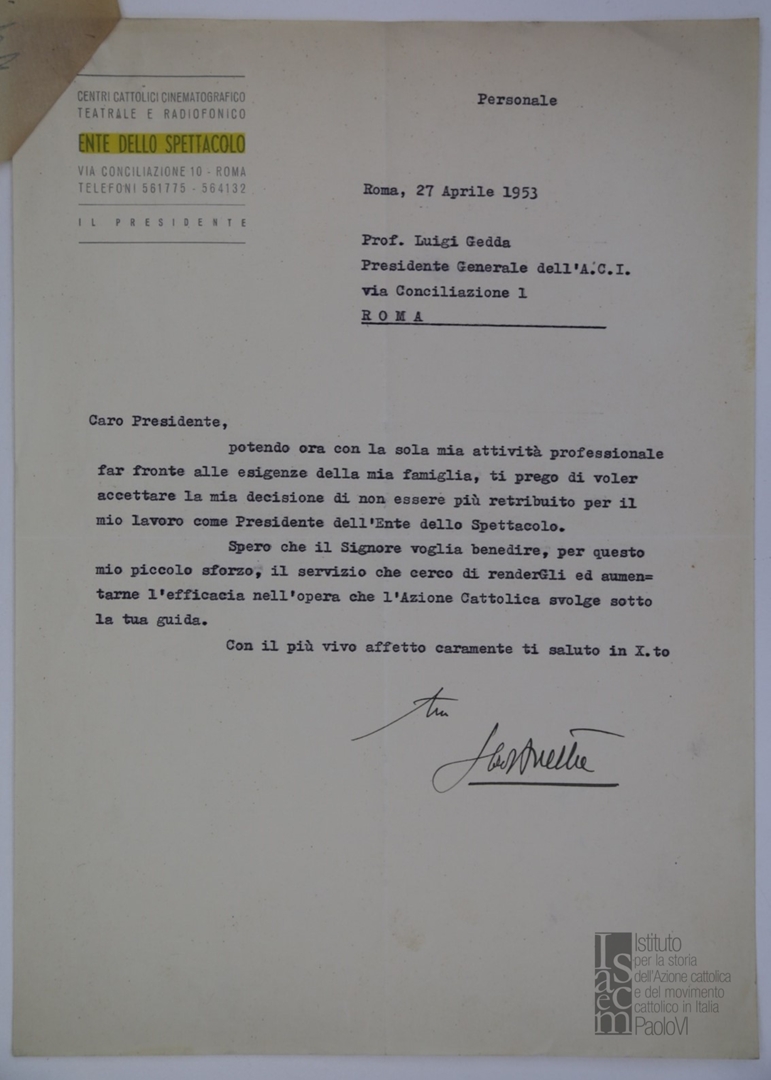 CENTRI CATTOLICI CINEMATOGRAFICO
TEATRALE E RADIOFONICO
ENTE DELLO SPETTACOLO
VIA CONCILIAZIONE 10 - ROMA
TELEFONI 561775 - 564132
IL PRESIDENTE
Personale
Roma, 27 Aprile 1953
Prof. Luigi Gedda
Presidente Generale dell'A.C.I.
via Conciliazione 1
R O M A
Caro Presidente,
potendo ora con la sola mia attività professionale
far fronte alle esigenze della mia famiglia, ti prego di voler
accettare la mia decisione di non essere più retribuito per il
mio lavoro come Presidente dell'Ente dello Spettacolo.
Spero che il Signore voglia benedire, per questo
mio piccolo sforzo, il servizio che cerco di renderGli ed aumen=
tarne l'efficacia nell'opera che l'Azione Cattolica svolge sotto
la tua guida.
Con il più vivo affetto caramente ti saluto in X.to
tuo
Isacem
Istituto
per la storia
dell'Azione cattolica
e del movimento
cattolico in Italia
PaoloVI